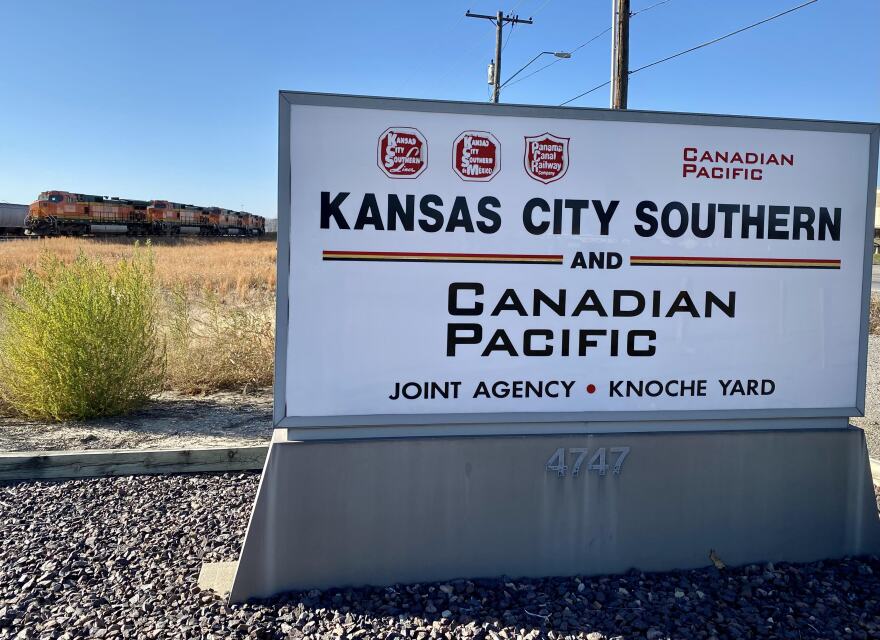 KANSAS
CITY
SOUTHERN
Lines
KANSAS
CITY
SOUTHERN
de MÉXICO
Panama
Canal
Railway
Company
CANADIAN
PACIFIC
KANSAS CITY SOUTHERN
AND
CANADIAN
PACIFIC
JOINT AGENCY • KNOCHE YARD
4747